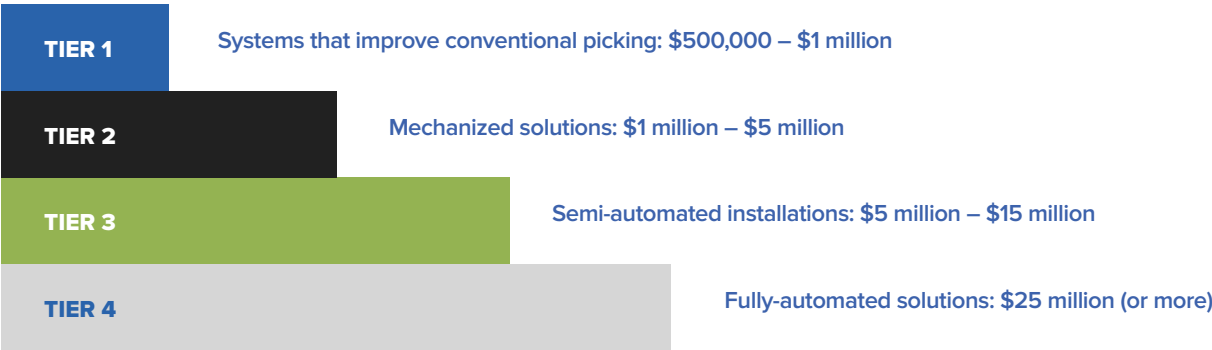 TIER 1 Systems that improve conventional picking: $500,000 – $1 million
TIER 2 Mechanized solutions: $1 million – $5 million
TIER 3 Semi-automated installations: $5 million – $15 million
TIER 4 Fully-automated solutions: $25 million (or more)